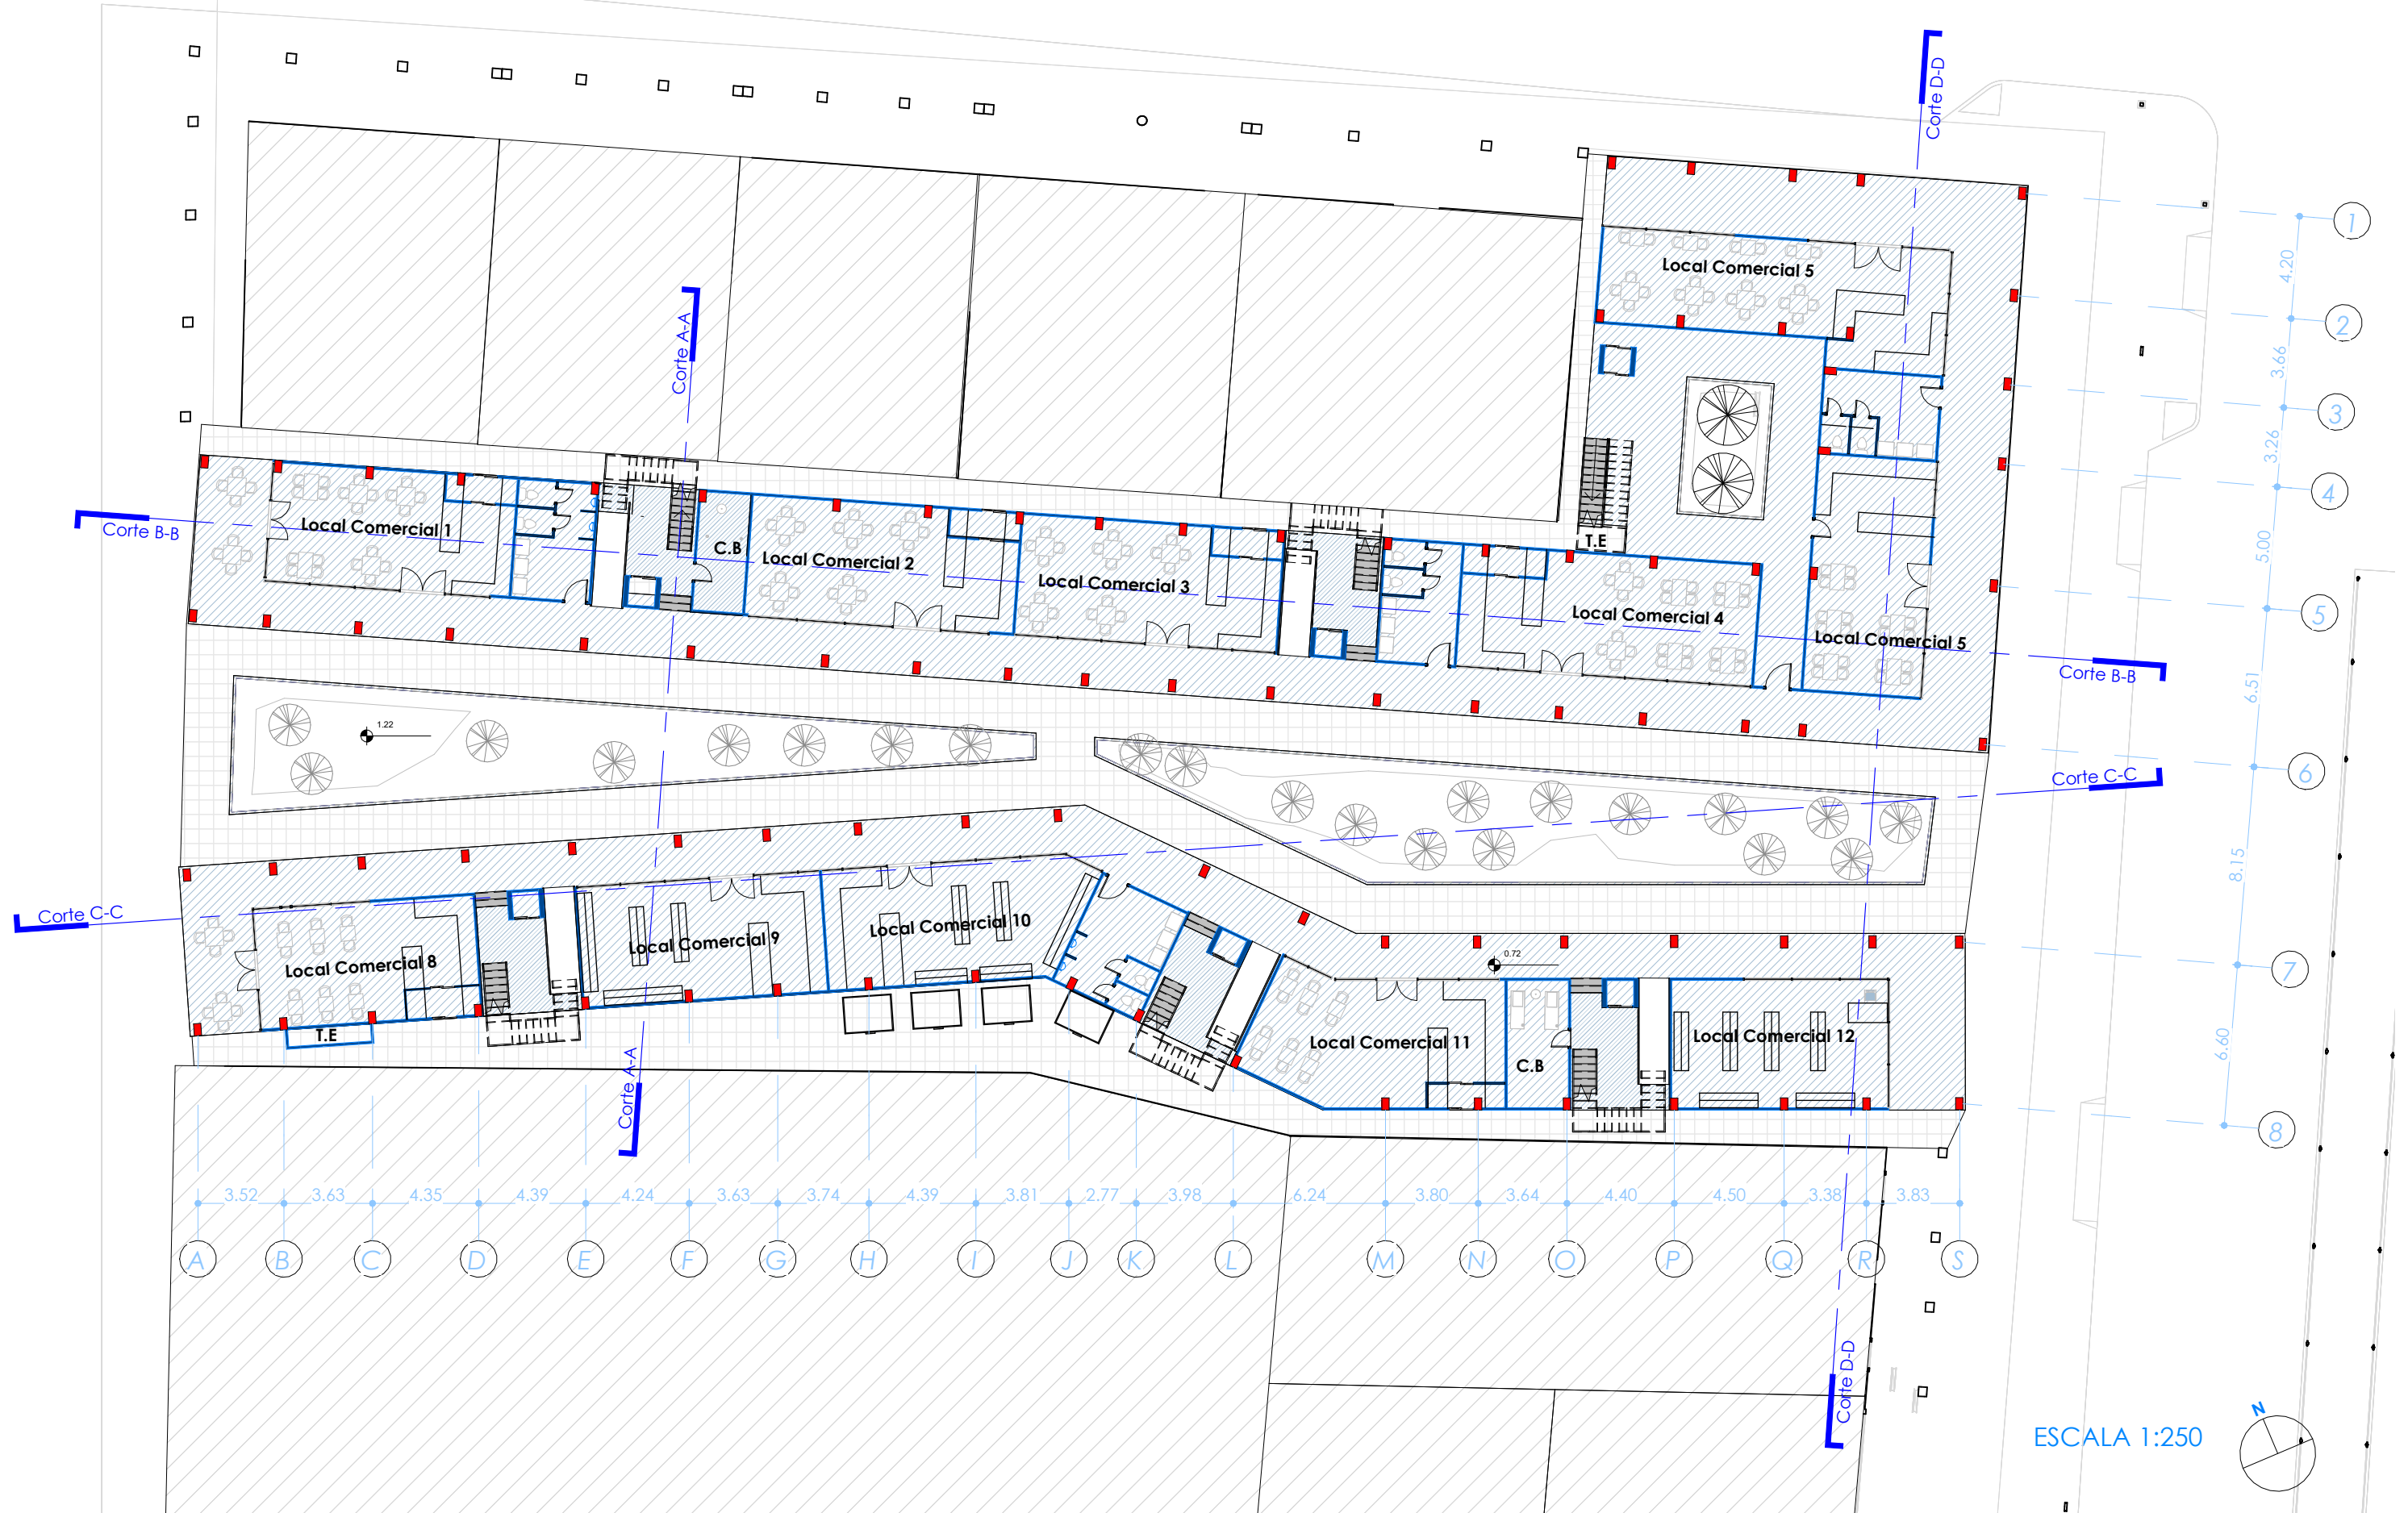 Corte D-D
1
4.20
Local Comercial 5
2
3.66
Corte A-A
3
3.26
4
Corte B-B
Local Comercial 1
C.B
Local Comercial 2
Local Comercial 3
T.E
5.00
Local Comercial 4
5
Local Comercial 5
Corte B-B
6.51
1.22
6
Corte C-C
8.15
Corte C-C
Local Comercial 8
Local Comercial 9
Local Comercial 10
0.72
7
T.E
Local Comercial 11
C.B
Local Comercial 12
6.60
Corte A-A
8
3.52 3.63 4.35 4.39 4.24 3.63 3.74 4.39 3.81 2.77 3.98 6.24 3.80 3.64 4.40 4.50 3.38 3.83
A B C D E F G H I J K L M N O P Q R S
Corte D-D
N
ESCALA 1:250